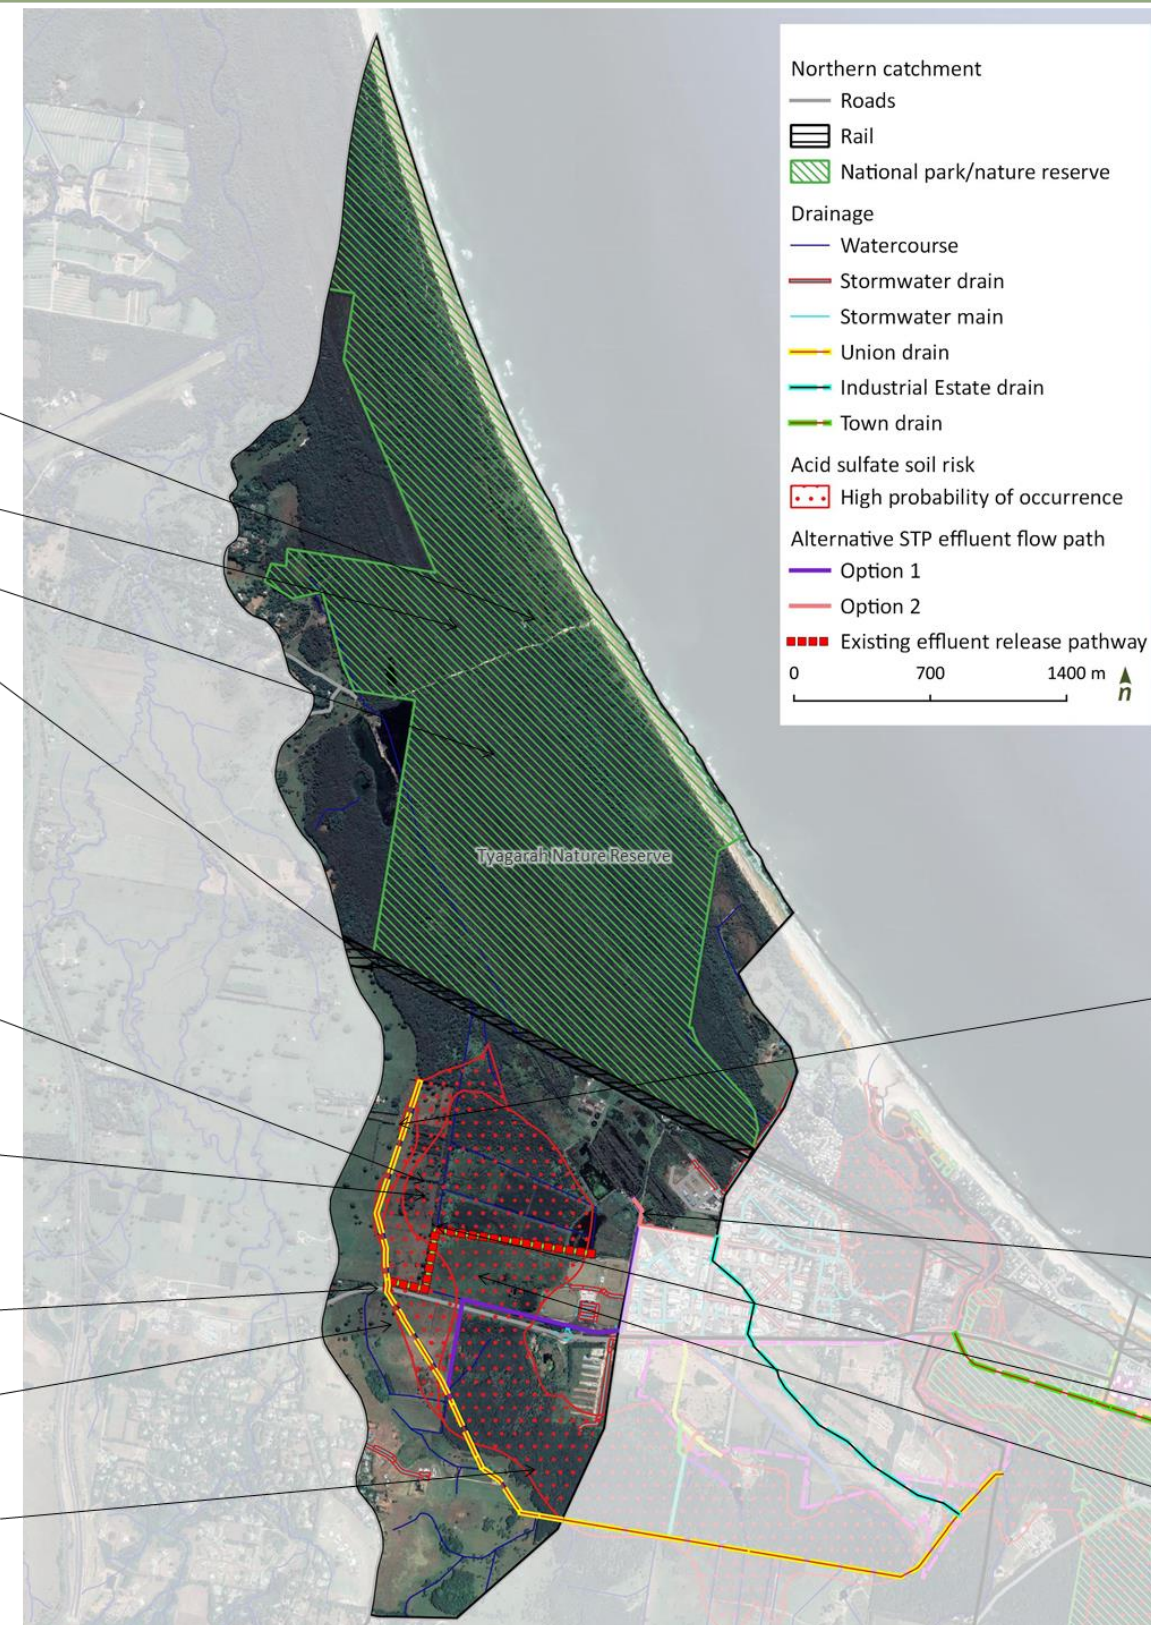 Northern catchment
Roads
Rail
National park/nature reserve
Drainage
Watercourse
Stormwater drain
Stormwater main
Union drain
Industrial Estate drain
Town drain
Acid sulfate soil risk
High probability of occurrence
Alternative STP effluent flow path
Option 1
Option 2
Existing effluent release pathway
0 700 1400 m
n
Tyagarah Nature Reserve